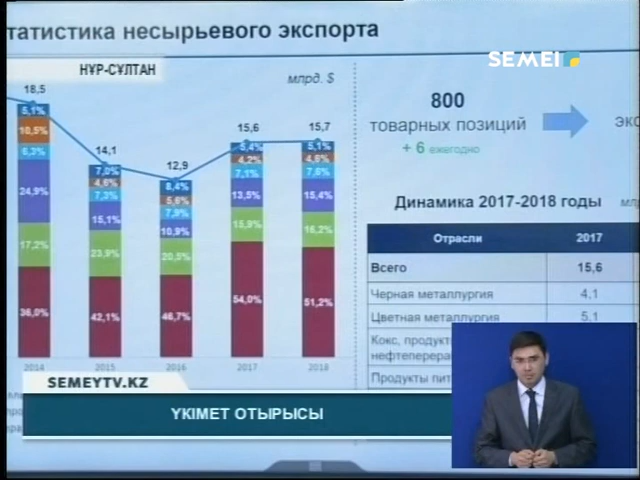 татистика несырьевого экспорта
SEMEI
НҰР-СҰЛТАН
млрд. $
18,5
14,1
12,9
15,6
15,7
5,1%
10,5%
6,3%
24,9%
17,2%
36,0%
7,0%
4,6%
7,3%
15,1%
23,9%
42,1%
8,4%
5,6%
7,9%
10,9%
20,5%
46,7%
5,4%
4,2%
7,1%
13,5%
15,9%
54,0%
5,1%
4,6%
7,6%
15,4%
16,2%
51,2%
2014
2015
2016
2017
2018
800
товарных позиций
+ 6 ежегодно
эк
Динамика 2017-2018 годы
мл
Отрасли 2017
Всего 15,6
Черная металлургия 4,1
Цветная металлургия 5,1
Кокс, продукт
нефтеперера
Продукты пит
SEMEYTV.KZ
ҮКІМЕТ ОТЫРЫСЫ